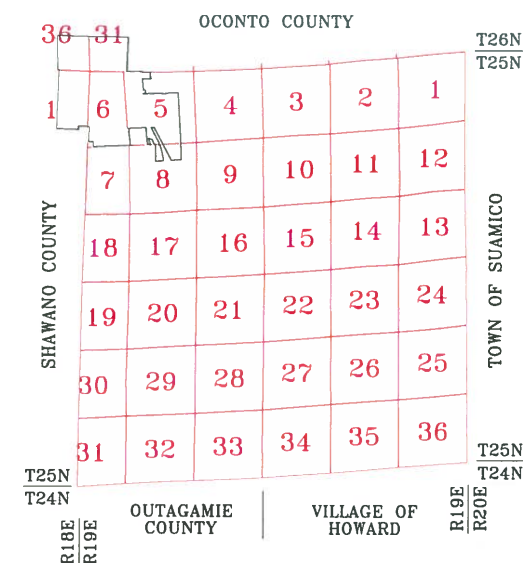 OCONTO COUNTY
36 31
T26N
T25N
1 6 5 4 3 2 1
7 8 9 10 11 12
18 17 16 15 14 13
19 20 21 22 23 24
30 29 28 27 26 25
31 32 33 34 35 36
SHAWANO COUNTY
TOWN OF SUAMICO
T25N
T24N
T25N
T24N
R18E
R19E
OUTAGAMIE
COUNTY
VILLAGE OF
HOWARD
R19E
R20E